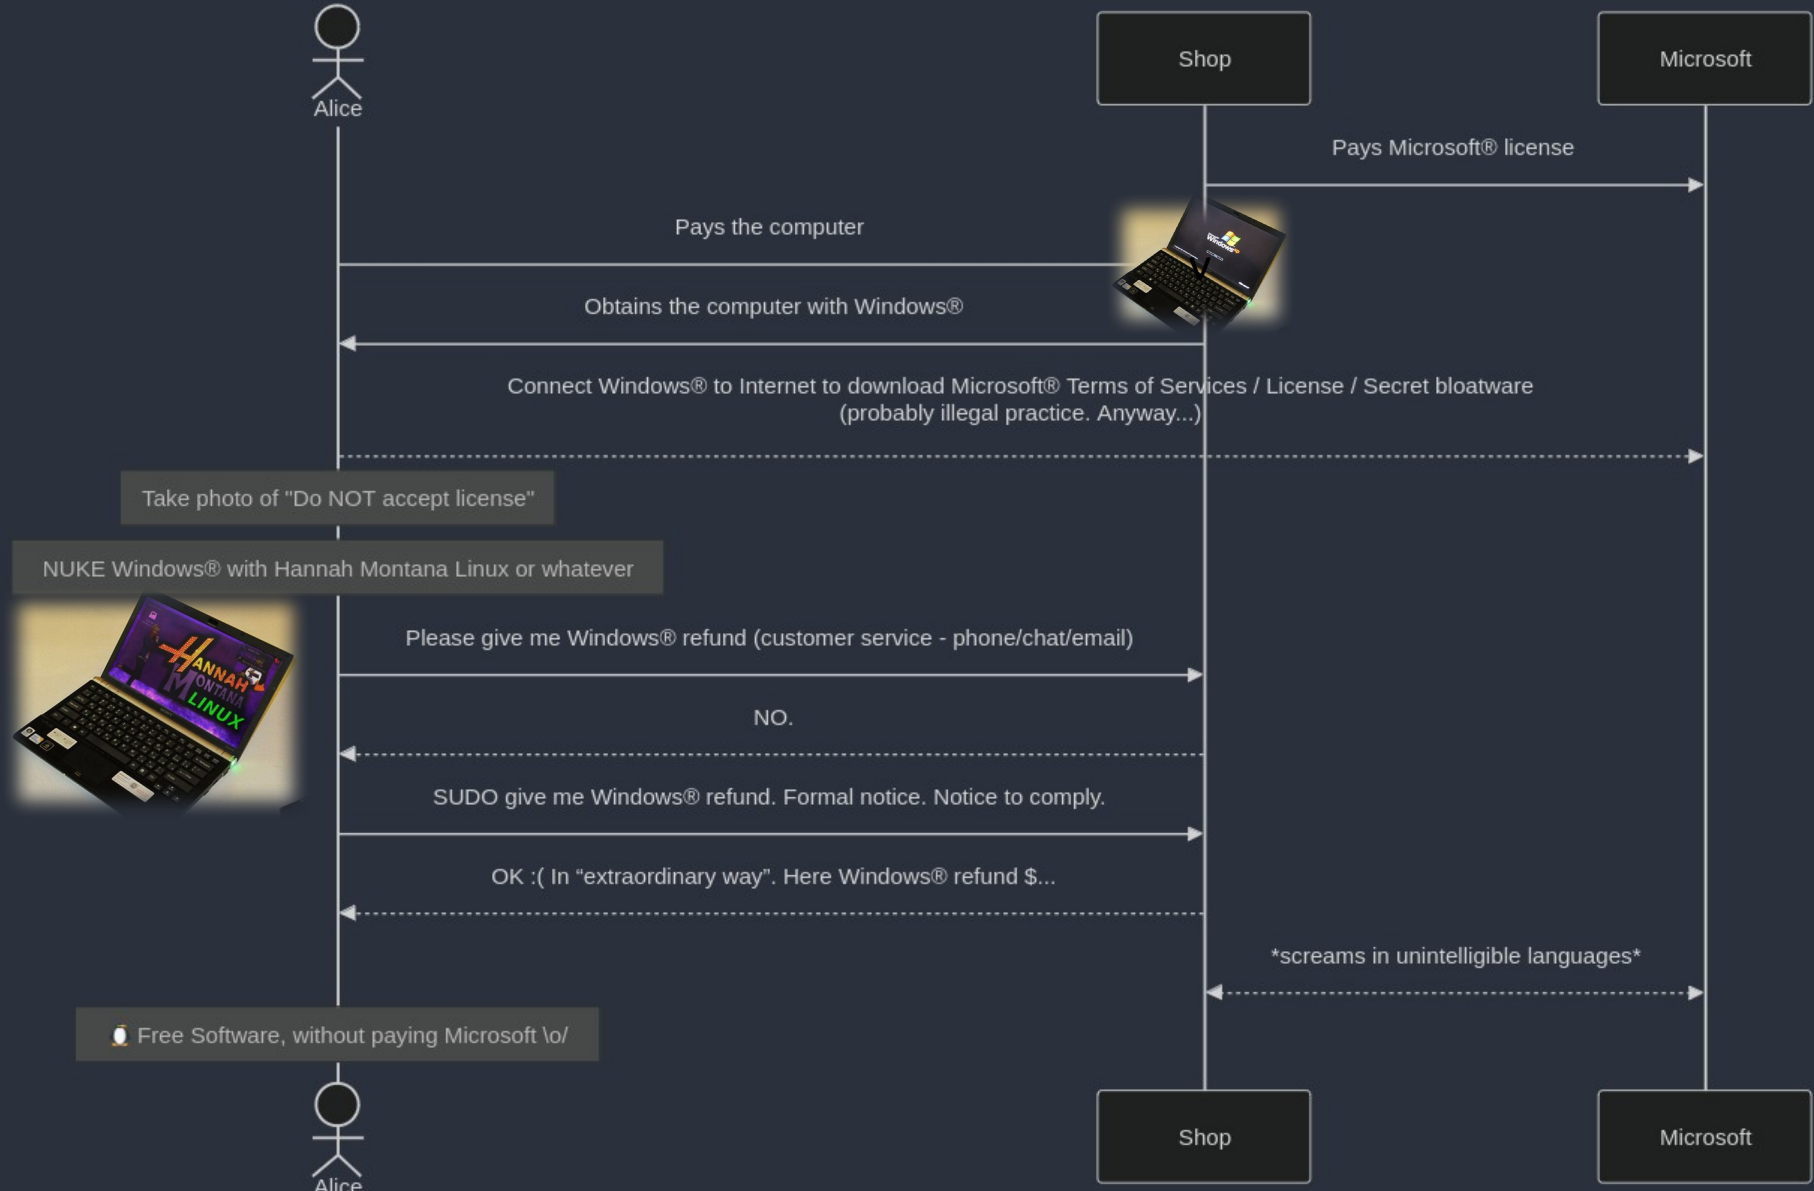 Alice
Shop
Microsoft
Pays Microsoft® license
Pays the computer
Windows
Obtains the computer with Windows®
Connect Windows® to Internet to download Microsoft® Terms of Services / License / Secret bloatware
(probably illegal practice. Anyway...)
Take photo of "Do NOT accept license"
NUKE Windows® with Hannah Montana Linux or whatever
HANNAH
MONTANA
LINUX
Please give me Windows® refund (customer service - phone/chat/email)
NO.
SUDO give me Windows® refund. Formal notice. Notice to comply.
OK :( In “extraordinary way”. Here Windows® refund $...
*screams in unintelligible languages*
Free Software, without paying Microsoft \o/
Alice
Shop
Microsoft